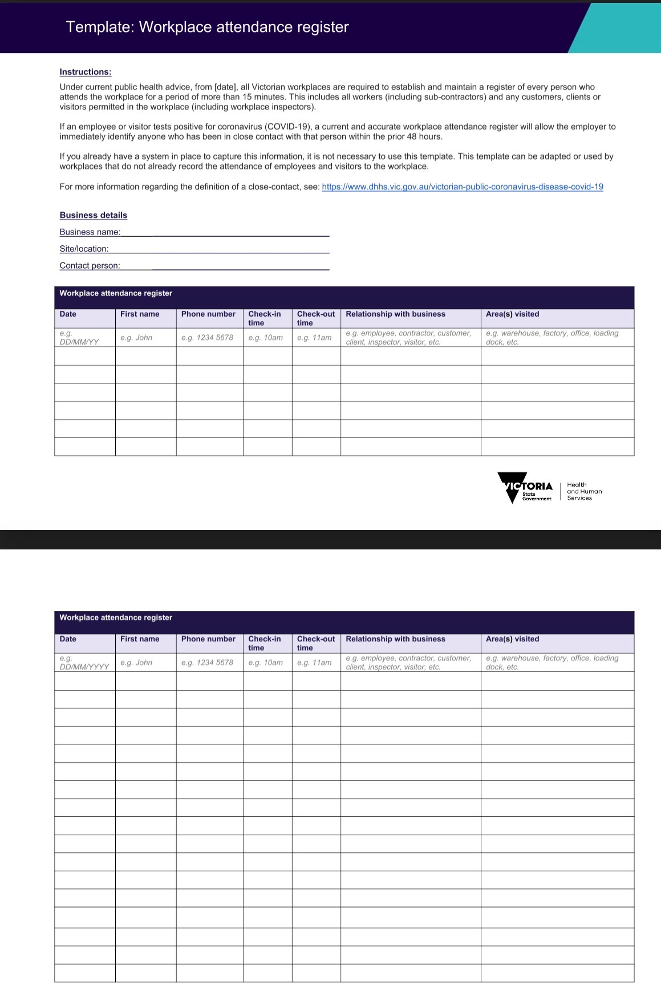 Template: Workplace attendance register
Instructions:
Under current public health advice, from [date], all Victorian workplaces are required to establish and maintain a register of every person who
attends the workplace for a period of more than 15 minutes. This includes all workers (including sub-contractors) and any customers, clients or
visitors permitted in the workplace (including workplace inspectors).
If an employee or visitor tests positive for coronavirus (COVID-19), a current and accurate workplace attendance register will allow the employer to
immediately identify anyone who has been in close contact with that person within the prior 48 hours.
If you already have a system in place to capture this information, it is not necessary to use this template. This template can be adapted or used by
workplaces that do not already record the attendance of employees and visitors to the workplace.
For more information regarding the definition of a close-contact, see: https://www.dhhs.vic.gov.au/victorian-public-coronavirus-disease-covid-19
Business details
Business name:
Site/location:
Contact person:
Workplace attendance register
Date First name Phone number Check-in time Check-out time Relationship with business Area(s) visited
e.g. DD/MM/YY e.g. John e.g. 1234 5678 e.g. 10am e.g. 11am e.g. employee, contractor, customer, client, inspector, visitor, etc. e.g. warehouse, factory, office, loading dock, etc.
VICTORIA
State
Government
Health
and Human
Services
Workplace attendance register
Date First name Phone number Check-in time Check-out time Relationship with business Area(s) visited
e.g. DD/MM/YYYY e.g. John e.g. 1234 5678 e.g. 10am e.g. 11am e.g. employee, contractor, customer, client, inspector, visitor, etc. e.g. warehouse, factory, office, loading dock, etc.